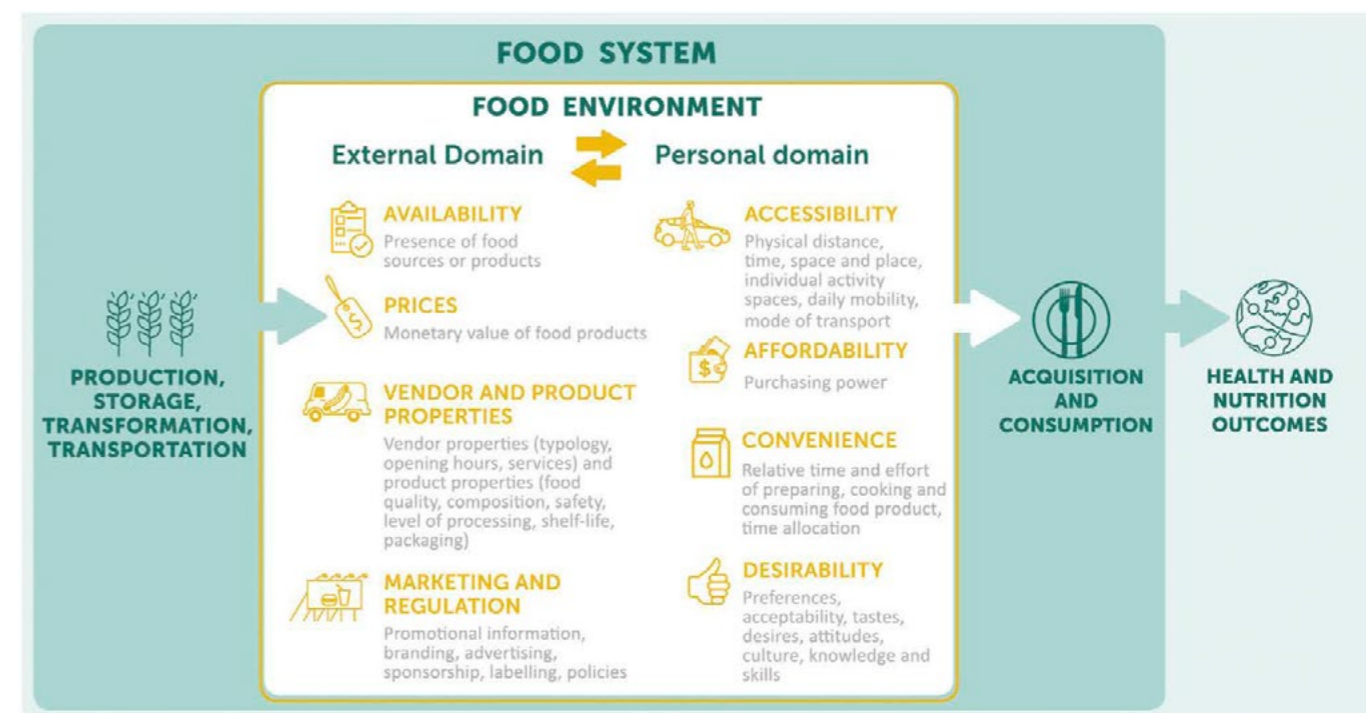 FOOD SYSTEM
FOOD ENVIRONMENT
External Domain
Personal domain
AVAILABILITY
Presence of food
sources or products
PRICES
Monetary value of food products
VENDOR AND PRODUCT
PROPERTIES
Vendor properties (typology,
opening hours, services) and
product properties (food
quality, composition, safety,
level of processing, shelf-life,
packaging)
MARKETING AND
REGULATION
Promotional information,
branding, advertising,
sponsorship, labelling, policies
ACCESSIBILITY
Physical distance,
time, space and place,
individual activity
spaces, daily mobility,
mode of transport
AFFORDABILITY
Purchasing power
CONVENIENCE
Relative time and effort
of preparing, cooking and
consuming food product,
time allocation
DESIRABILITY
Preferences,
acceptability, tastes,
desires, attitudes,
culture, knowledge and
skills
PRODUCTION,
STORAGE,
TRANSFORMATION,
TRANSPORTATION
ACQUISITION
AND
CONSUMPTION
HEALTH AND
NUTRITION
OUTCOMES